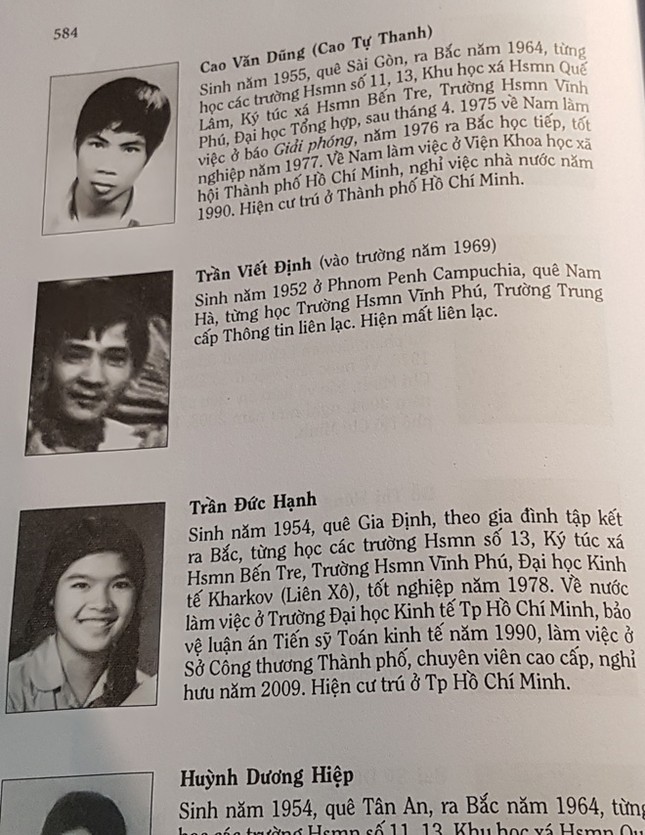 584
Cao Văn Dũng (Cao Tự Thanh)
Sinh năm 1955, quê Sài Gòn, ra Bắc năm 1964, từng
học các trường Hsmn số 11, 13, Khu học xá Hsmn Quế
Lâm, Ký túc xá Hsmn Bến Tre, Trường Hsmn Vĩnh
Phú, Đại học Tổng hợp, sau tháng 4. 1975 về Nam làm
việc ở báo Giải phóng, năm 1976 ra Bắc học tiếp, tốt
nghiệp năm 1977. Về Nam làm việc ở Viện Khoa học xã
hội Thành phố Hồ Chí Minh, nghỉ việc nhà nước năm
1990. Hiện cư trú ở Thành phố Hồ Chí Minh.
Trần Viết Định (vào trường năm 1969)
Sinh năm 1952 ở Phnom Penh Campuchia, quê Nam
Hà, từng học Trường Hsmn Vĩnh Phú, Trường Trung
cấp Thông tin liên lạc. Hiện mất liên lạc.
Trần Đức Hạnh
Sinh năm 1954, quê Gia Định, theo gia đình tập kết
ra Bắc, từng học các trường Hsmn số 13, Ký túc xá
Hsmn Bến Tre, Trường Hsmn Vĩnh Phú, Đại học Kinh
tế Kharkov (Liên Xô), tốt nghiệp năm 1978. Về nước
làm việc ở Trường Đại học Kinh tế Tp Hồ Chí Minh, bảo
vệ luận án Tiến sỹ Toán kinh tế năm 1990, làm việc ở
Sở Công thương Thành phố, chuyên viên cao cấp, nghỉ
hưu năm 2009. Hiện cư trú ở Tp Hồ Chí Minh.
Huỳnh Dương Hiệp
Sinh năm 1954, quê Tân An, ra Bắc năm 1964, từng
học các trường Hsmn số 11, 13, Khu học xá Hsmn